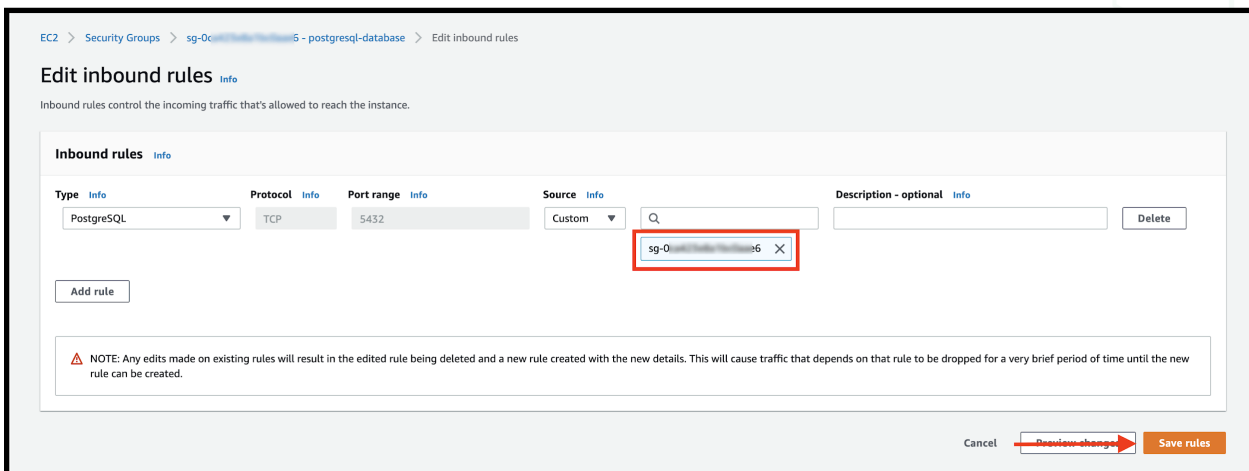 EC2 > Security Groups > sg-0c 6 - postgresql-database > Edit inbound rules
Edit inbound rules Info
Inbound rules control the incoming traffic that's allowed to reach the instance.
Inbound rules Info
Type Info Protocol Info Port range Info Source Info Description - optional Info
PostgreSQL TCP 5432 Custom Delete
sg-0 e6
Add rule
NOTE: Any edits made on existing rules will result in the edited rule being deleted and a new rule created with the new details. This will cause traffic that depends on that rule to be dropped for a very brief period of time until the new
rule can be created.
Cancel Preview changes Save rules